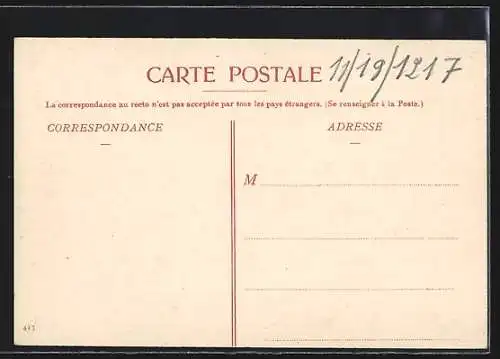 CARTE POSTALE 11/19/1217
La correspondance au recto n'est pas acceptée par tous les pays étrangers. (Se renseigner à la Poste.)
CORRESPONDANCE
ADRESSE
M